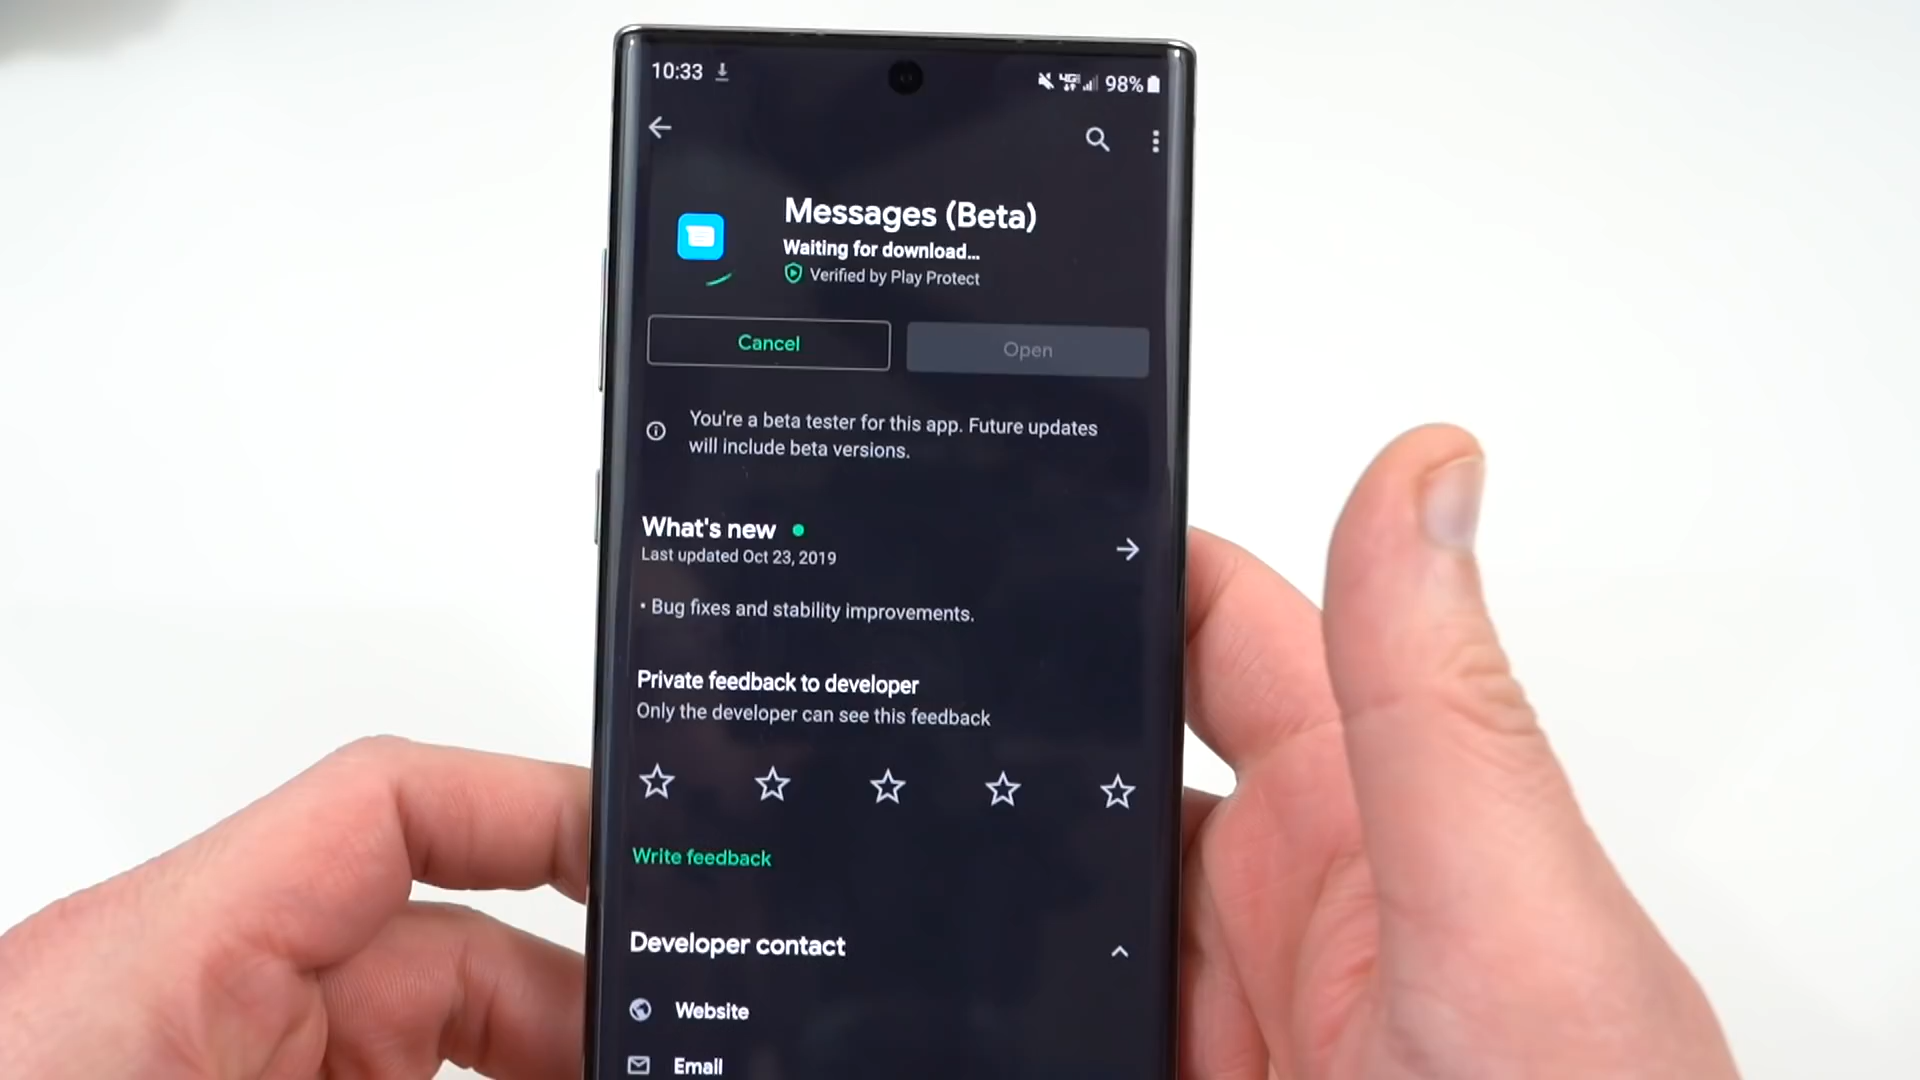 10:33
98%
Messages (Beta)
Waiting for download...
Verified by Play Protect
Cancel
Open
You're a beta tester for this app. Future updates
will include beta versions.
What's new
Last updated Oct 23, 2019
• Bug fixes and stability improvements.
Private feedback to developer
Only the developer can see this feedback
Write feedback
Developer contact
Website
Email